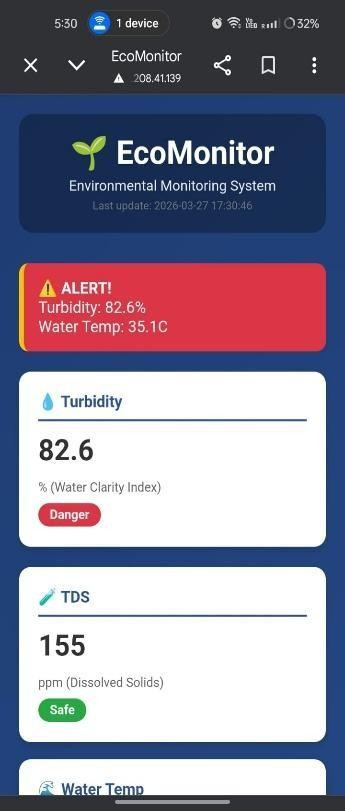 5:30 1 device 32%
EcoMonitor
208.41.139
EcoMonitor
Environmental Monitoring System
Last update: 2026-03-27 17:30:46
ALERT!
Turbidity: 82.6%
Water Temp: 35.1C
Turbidity
82.6
% (Water Clarity Index)
Danger
TDS
155
ppm (Dissolved Solids)
Safe
Water Temp